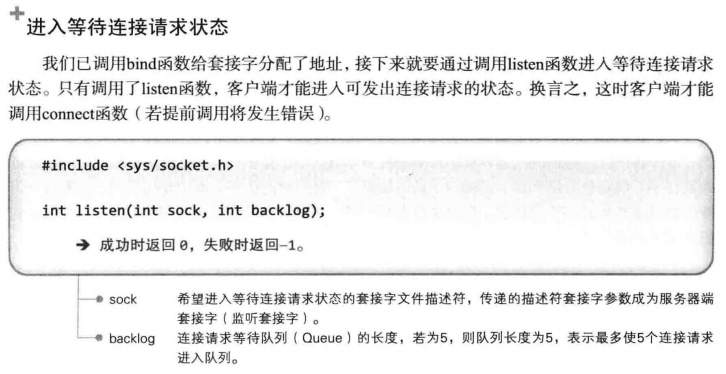 进入等待连接请求状态
我们已调用bind函数给套接字分配了地址，接下来就要通过调用listen函数进入等待连接请求
状态。只有调用了listen函数，客户端才能进入可发出连接请求的状态。换言之，这时客户端才能
调用connect函数（若提前调用将发生错误）。
#include <sys/socket.h>
int listen(int sock, int backlog);
➔ 成功时返回 0，失败时返回-1。
sock 希望进入等待连接请求状态的套接字文件描述符，传递的描述符套接字参数成为服务器端
套接字（监听套接字）。
backlog 连接请求等待队列（Queue）的长度，若为5，则队列长度为5，表示最多使5个连接请求
进入队列。